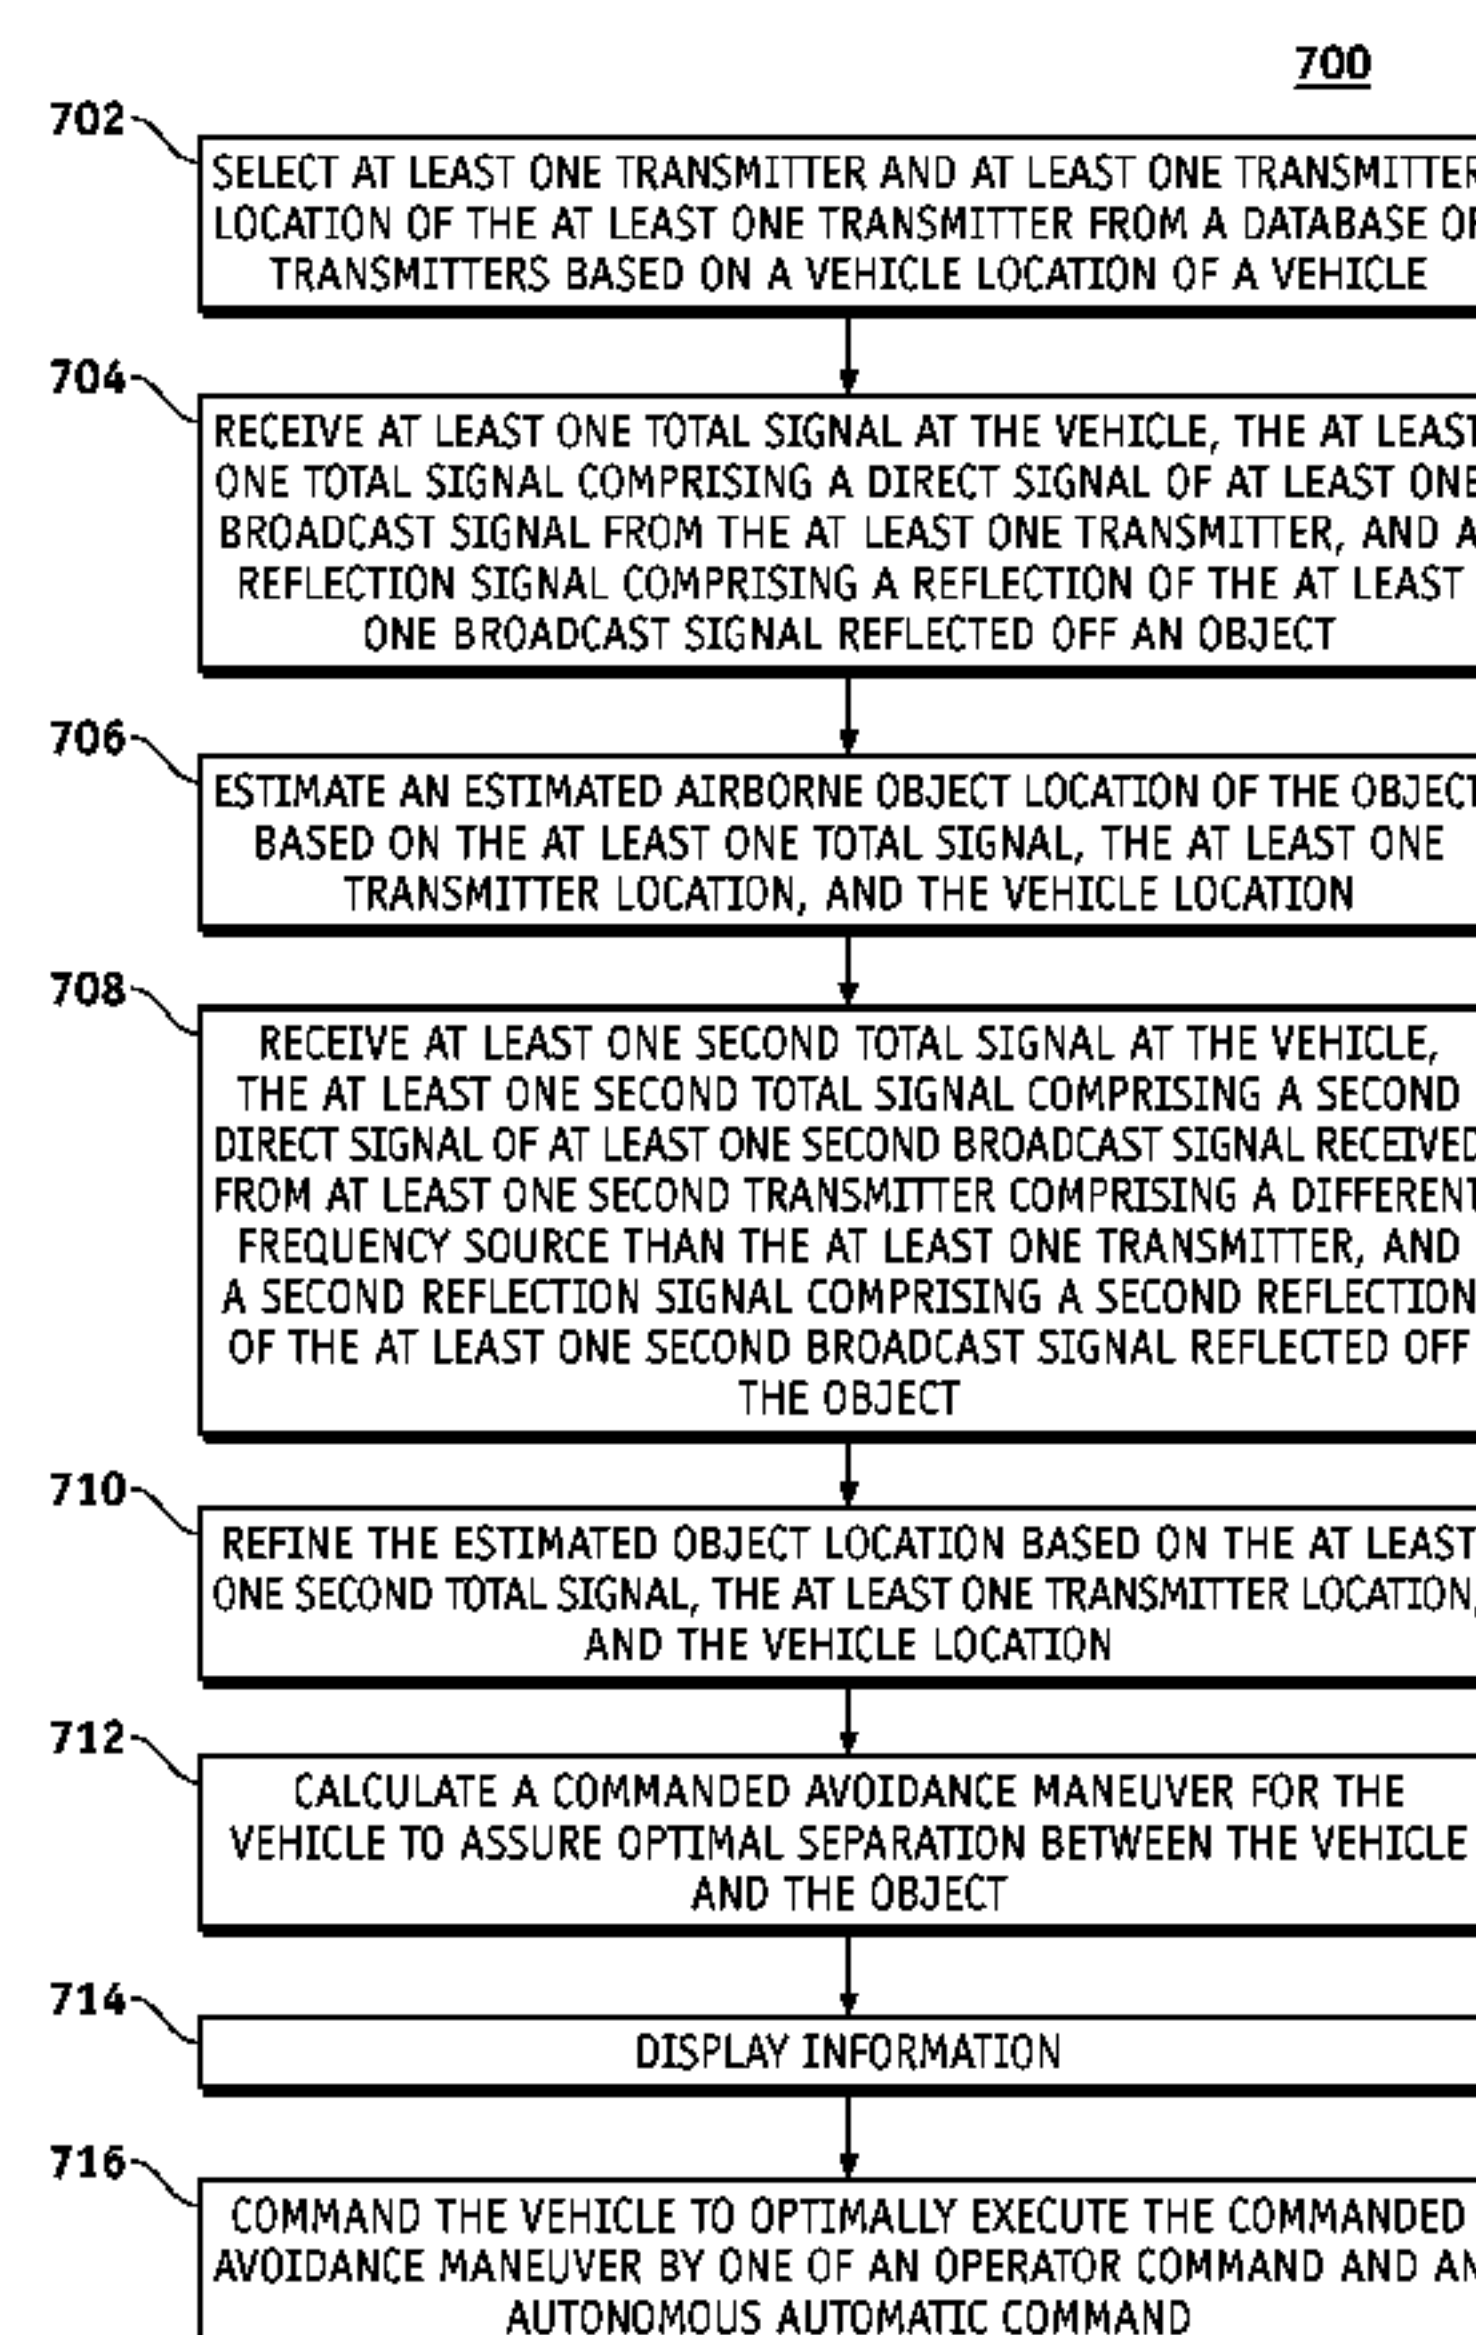 700
702
SELECT AT LEAST ONE TRANSMITTER AND AT LEAST ONE TRANSMITTER
LOCATION OF THE AT LEAST ONE TRANSMITTER FROM A DATABASE OF
TRANSMITTERS BASED ON A VEHICLE LOCATION OF A VEHICLE
704
RECEIVE AT LEAST ONE TOTAL SIGNAL AT THE VEHICLE, THE AT LEAST
ONE TOTAL SIGNAL COMPRISING A DIRECT SIGNAL OF AT LEAST ONE
BROADCAST SIGNAL FROM THE AT LEAST ONE TRANSMITTER, AND A
REFLECTION SIGNAL COMPRISING A REFLECTION OF THE AT LEAST
ONE BROADCAST SIGNAL REFLECTED OFF AN OBJECT
706
ESTIMATE AN ESTIMATED AIRBORNE OBJECT LOCATION OF THE OBJECT
BASED ON THE AT LEAST ONE TOTAL SIGNAL, THE AT LEAST ONE
TRANSMITTER LOCATION, AND THE VEHICLE LOCATION
708
RECEIVE AT LEAST ONE SECOND TOTAL SIGNAL AT THE VEHICLE,
THE AT LEAST ONE SECOND TOTAL SIGNAL COMPRISING A SECOND
DIRECT SIGNAL OF AT LEAST ONE SECOND BROADCAST SIGNAL RECEIVED
FROM AT LEAST ONE SECOND TRANSMITTER COMPRISING A DIFFERENT
FREQUENCY SOURCE THAN THE AT LEAST ONE TRANSMITTER, AND
A SECOND REFLECTION SIGNAL COMPRISING A SECOND REFLECTION
OF THE AT LEAST ONE SECOND BROADCAST SIGNAL REFLECTED OFF
THE OBJECT
710
REFINE THE ESTIMATED OBJECT LOCATION BASED ON THE AT LEAST
ONE SECOND TOTAL SIGNAL, THE AT LEAST ONE TRANSMITTER LOCATION,
AND THE VEHICLE LOCATION
712
CALCULATE A COMMANDED AVOIDANCE MANEUVER FOR THE
VEHICLE TO ASSURE OPTIMAL SEPARATION BETWEEN THE VEHICLE
AND THE OBJECT
714
DISPLAY INFORMATION
716
COMMAND THE VEHICLE TO OPTIMALLY EXECUTE THE COMMANDED
AVOIDANCE MANEUVER BY ONE OF AN OPERATOR COMMAND AND AN
AUTONOMOUS AUTOMATIC COMMAND